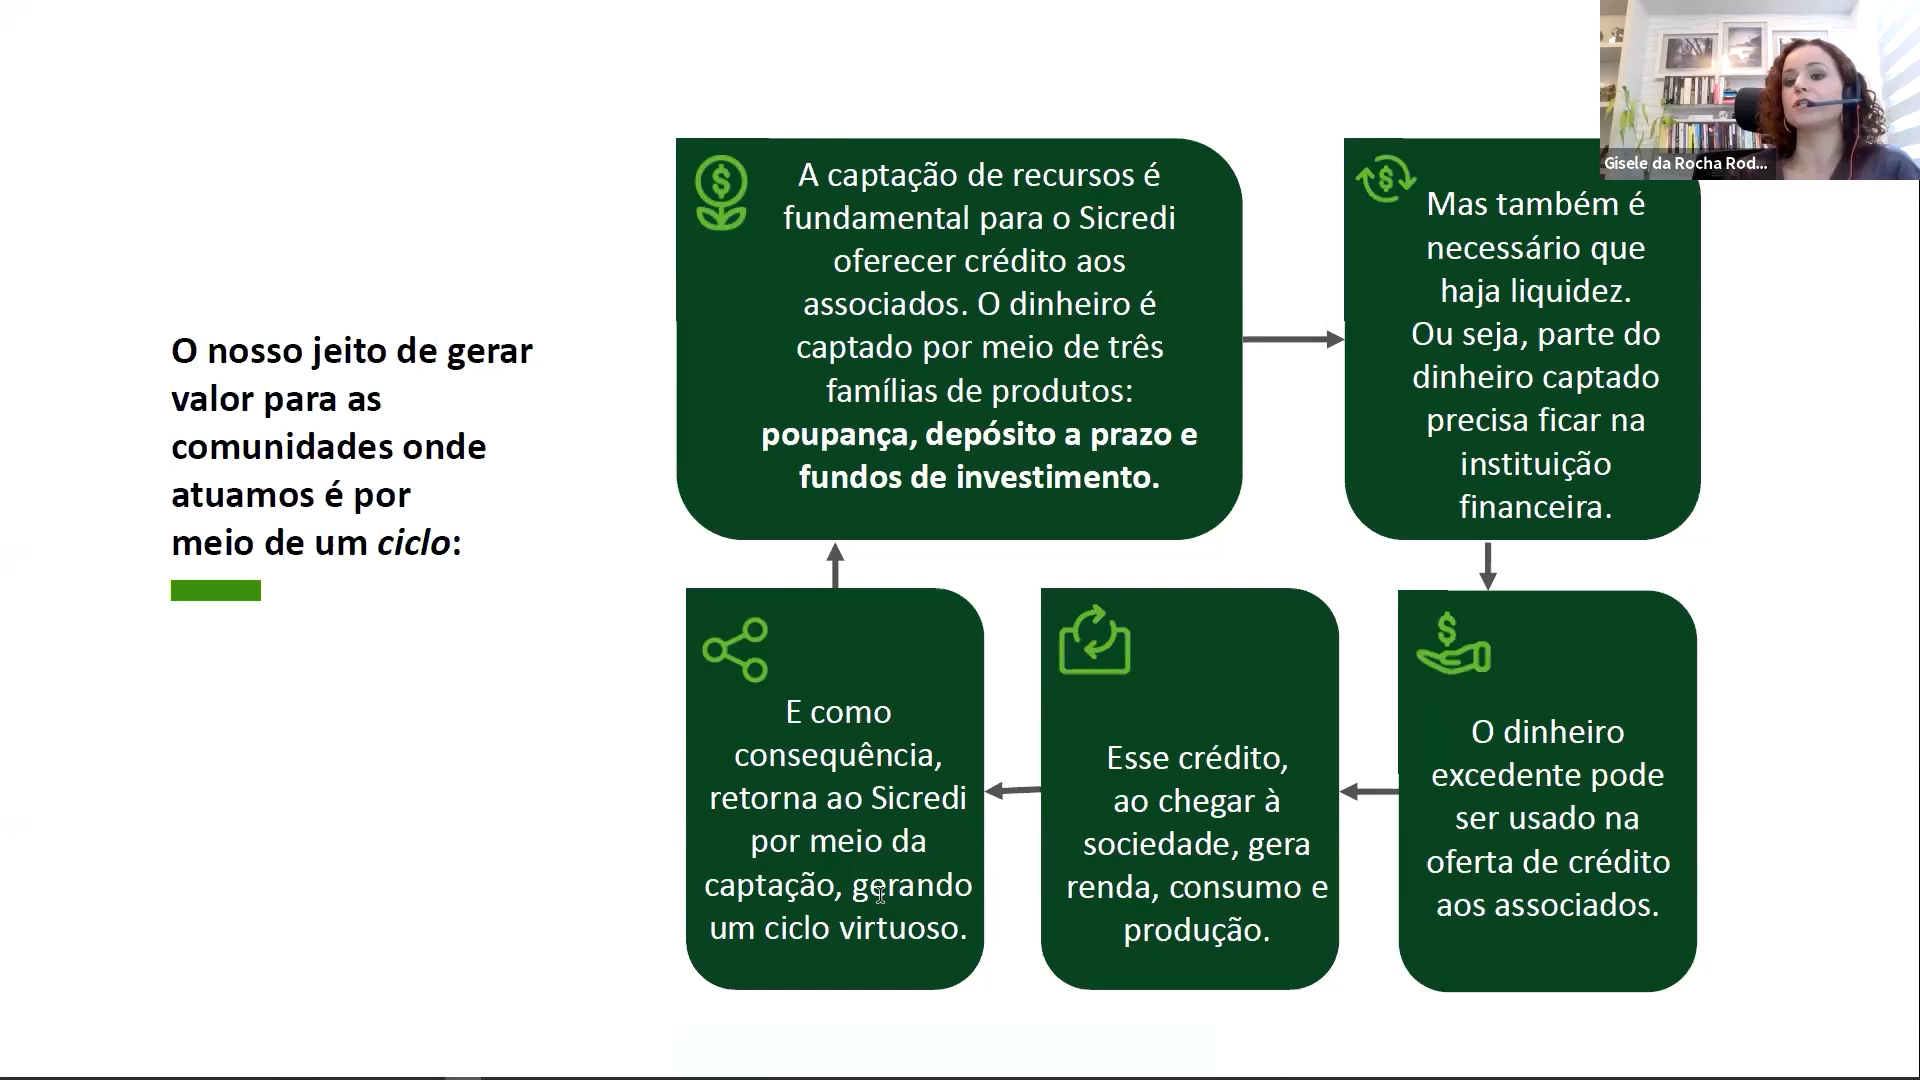 O nosso jeito de gerar
valor para as
comunidades onde
atuamos é por
meio de um ciclo:
A captação de recursos é
fundamental para o Sicredi
oferecer crédito aos
associados. O dinheiro é
captado por meio de três
famílias de produtos:
poupança, depósito a prazo e
fundos de investimento.
Mas também é
necessário que
haja liquidez.
Ou seja, parte do
dinheiro captado
precisa ficar na
instituição
financeira.
O dinheiro
excedente pode
ser usado na
oferta de crédito
aos associados.
Esse crédito,
ao chegar à
sociedade, gera
renda, consumo e
produção.
E como
consequência,
retorna ao Sicredi
por meio da
captação, gerando
um ciclo virtuoso.
Gisele da Rocha Rod...